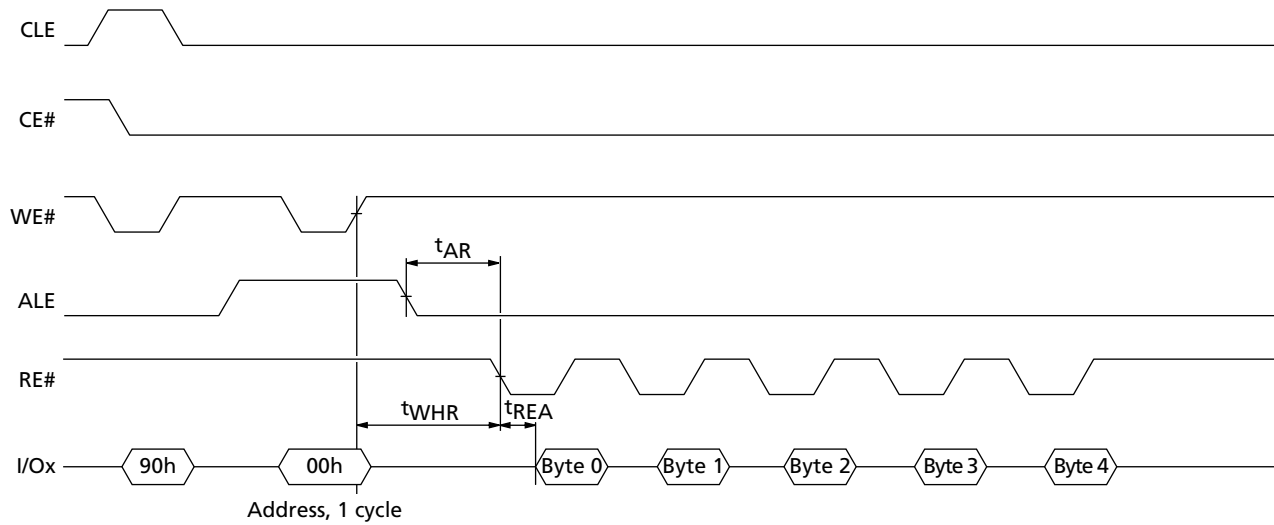 CLE
CE#
WE#
tAR
ALE
RE#
tWHR tREA
I/Ox 90h 00h Byte 0 Byte 1 Byte 2 Byte 3 Byte 4
Address, 1 cycle